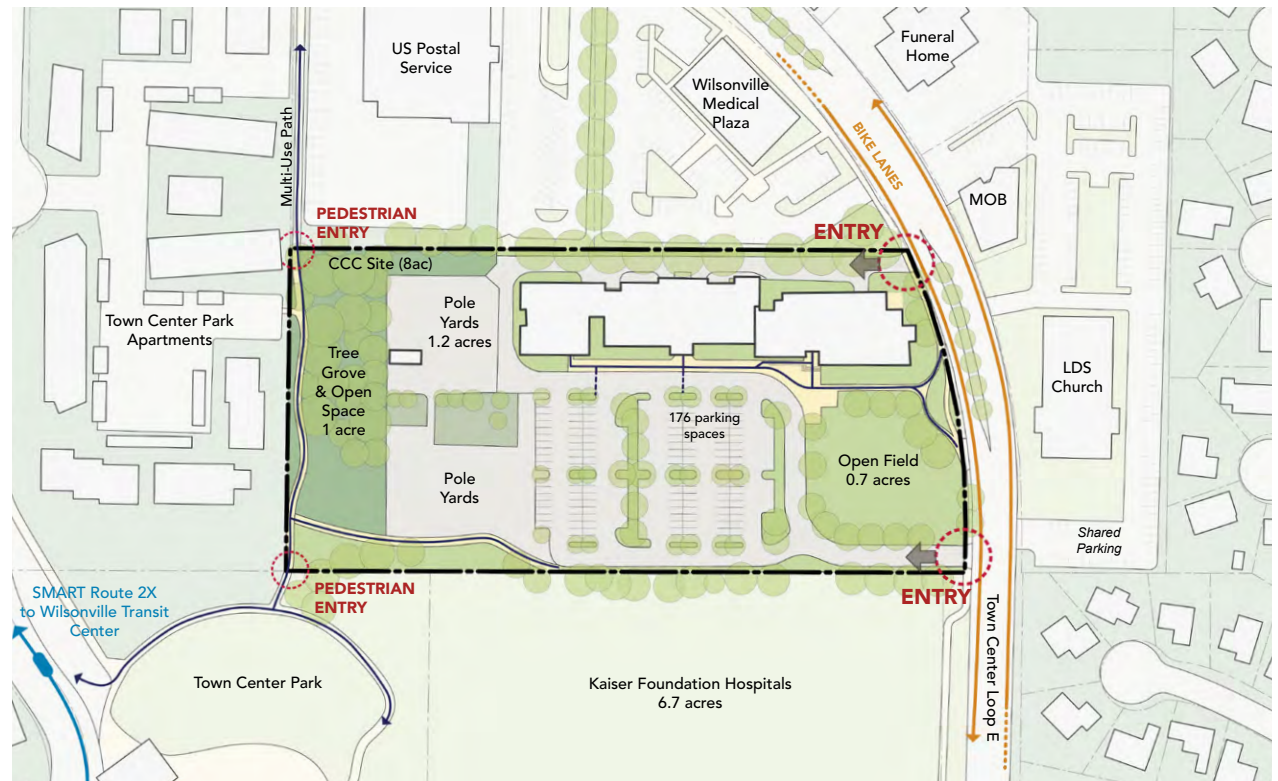 US Postal
Service
Funeral
Home
Wilsonville
Medical
Plaza
BIKE LANES
Multi-Use Path
MOB
PEDESTRIAN
ENTRY
ENTRY
CCC Site (8ac)
Pole
Yards
1.2 acres
Town Center Park
Apartments
Tree
Grove
& Open
Space
1 acre
LDS
Church
176 parking
spaces
Open Field
0.7 acres
Pole
Yards
Shared
Parking
SMART Route 2X
to Wilsonville Transit
Center
PEDESTRIAN
ENTRY
ENTRY
Town Center Loop E
Town Center Park
Kaiser Foundation Hospitals
6.7 acres